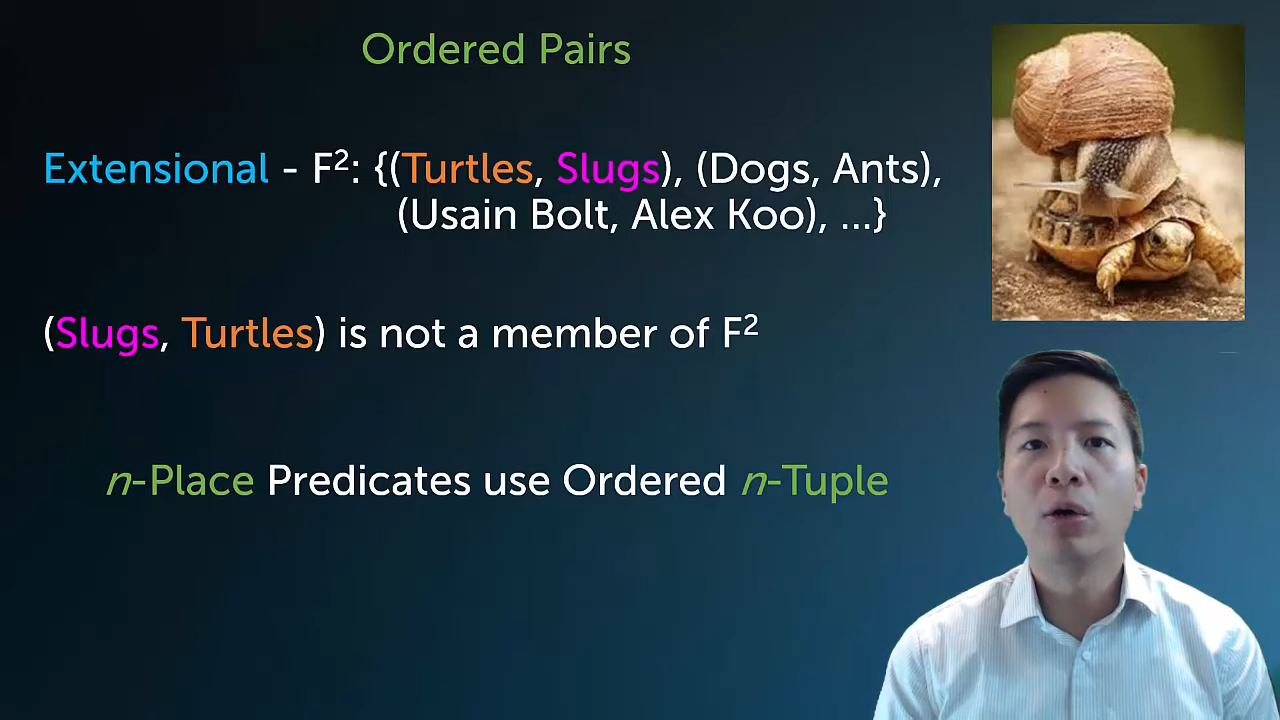 Ordered Pairs
Extensional - F²: {(Turtles, Slugs), (Dogs, Ants),
(Usain Bolt, Alex Koo), ...}
(Slugs, Turtles) is not a member of F²
n-Place Predicates use Ordered n-Tuple